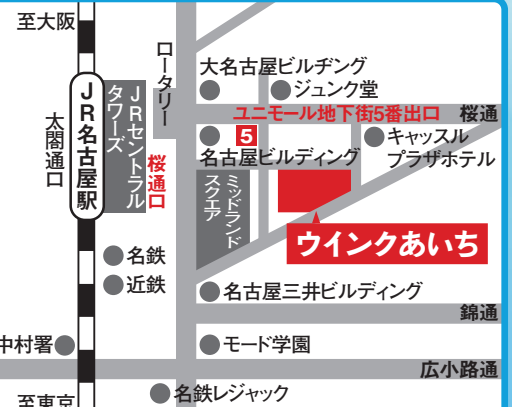 至大阪
ロータリー
大名古屋ビルヂング
ジュンク堂
ユニモール地下街5番出口
桜通
JR名古屋駅
JRセントラル
タワーズ
太閤通口
桜通口
5
キャッスル
プラザホテル
名古屋ビルディング
ミッドランド
スクエア
ウインクあいち
名鉄
近鉄
名古屋三井ビルディング
錦通
中村署
モード学園
広小路通
名鉄レジャック
至東京